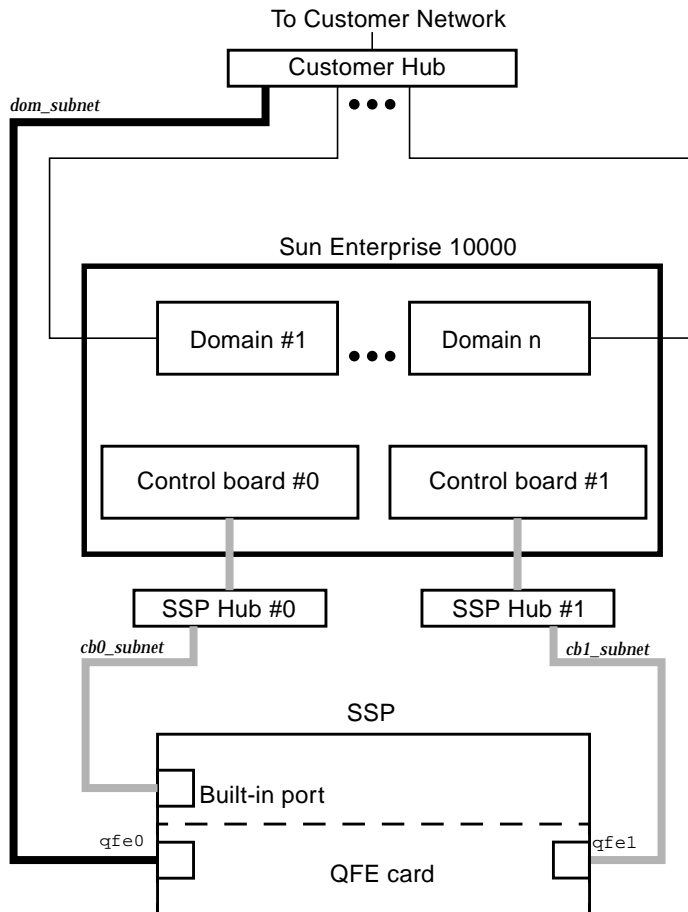 To Customer Network
Customer Hub
dom_subnet
Sun Enterprise 10000
Domain #1
Domain n
Control board #0
Control board #1
SSP Hub #0
SSP Hub #1
cb0_subnet
cb1_subnet
SSP
Built-in port
qfe0
qfe1
QFE card